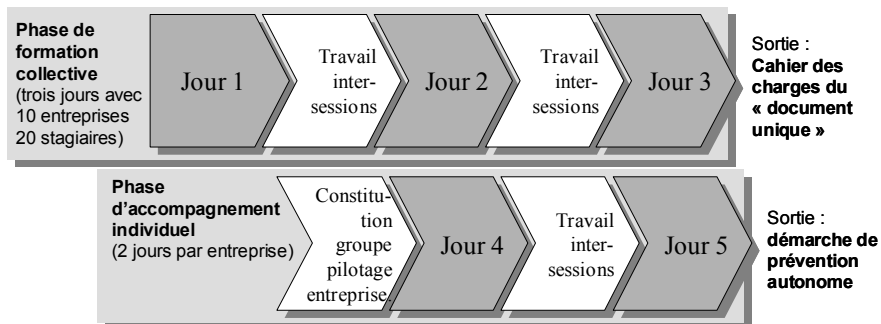 Phase de
formation
collective
(trois jours avec
10 entreprises
20 stagiaires)
Jour 1
Travail
inter-
sessions
Jour 2
Travail
inter-
sessions
Jour 3
Sortie :
Cahier des
charges du
« document
unique »
Phase
d’accompagnement
individuel
(2 jours par entreprise)
Constitu-
tion
groupe
pilotage
entreprise.
Jour 4
Travail
inter-
sessions
Jour 5
Sortie :
démarche de
prévention
autonome